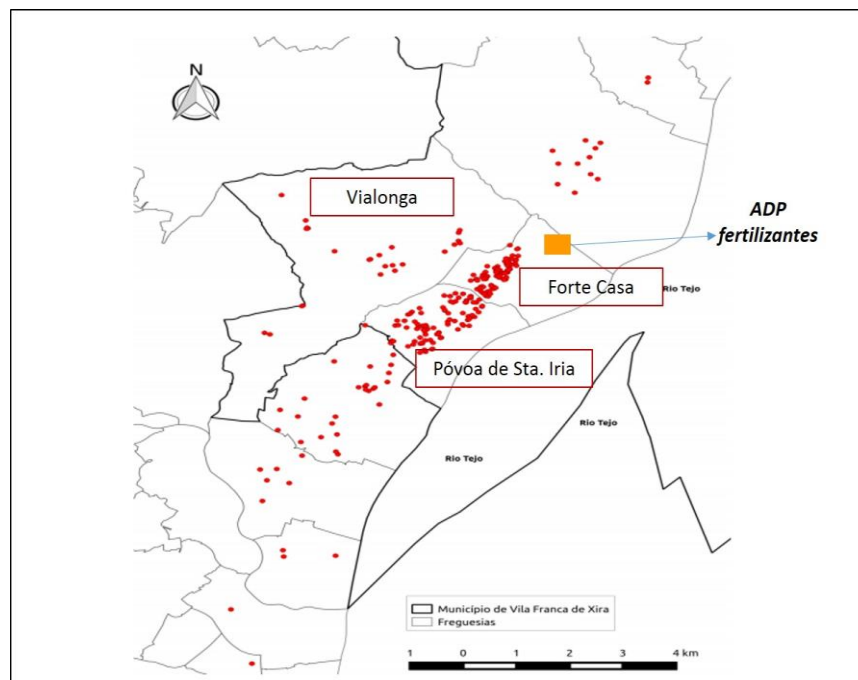 N
Vialonga
ADP
fertilizantes
Forte Casa
Rio Tejo
Póvoa de Sta. Iria
Rio Tejo
Rio Tejo
Município de Vila Franca de Xira
Freguesias
1 0 1 2 3 4 km